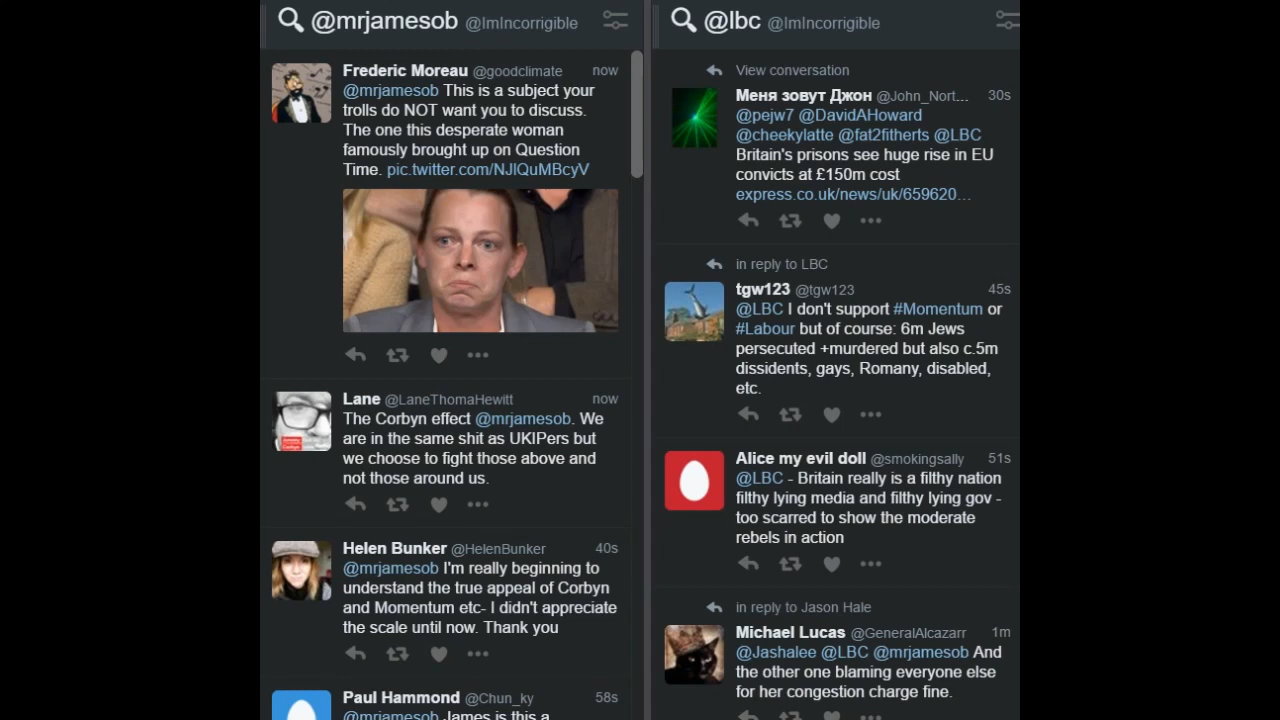 @mrjamesob @ImIncorrigible
Frederic Moreau @goodclimate now
@mrjamesob This is a subject your
trolls do NOT want you to discuss.
The one this desperate woman
famously brought up on Question
Time. pic.twitter.com/NJlQuMBcyV
Lane @LaneThomaHewitt now
The Corbyn effect @mrjamesob. We
are in the same shit as UKIPers but
we choose to fight those above and
not those around us.
Helen Bunker @HelenBunker 40s
@mrjamesob I'm really beginning to
understand the true appeal of Corbyn
and Momentum etc- I didn't appreciate
the scale until now. Thank you
Paul Hammond @Chun_ky 58s
@mrjamesob James is this a
@lbc @ImIncorrigible
View conversation
Меня зовут Джон @John_Nort... 30s
@pejw7 @DavidAHoward
@cheekylatte @fat2fitherts @LBC
Britain's prisons see huge rise in EU
convicts at £150m cost
express.co.uk/news/uk/659620...
in reply to LBC
tgw123 @tgw123 45s
@LBC I don't support #Momentum or
#Labour but of course: 6m Jews
persecuted +murdered but also c.5m
dissidents, gays, Romany, disabled,
etc.
Alice my evil doll @smokingsally 51s
@LBC - Britain really is a filthy nation
filthy lying media and filthy lying gov -
too scarred to show the moderate
rebels in action
in reply to Jason Hale
Michael Lucas @GeneralAlcazarr 1m
@Jashalee @LBC @mrjamesob And
the other one blaming everyone else
for her congestion charge fine.